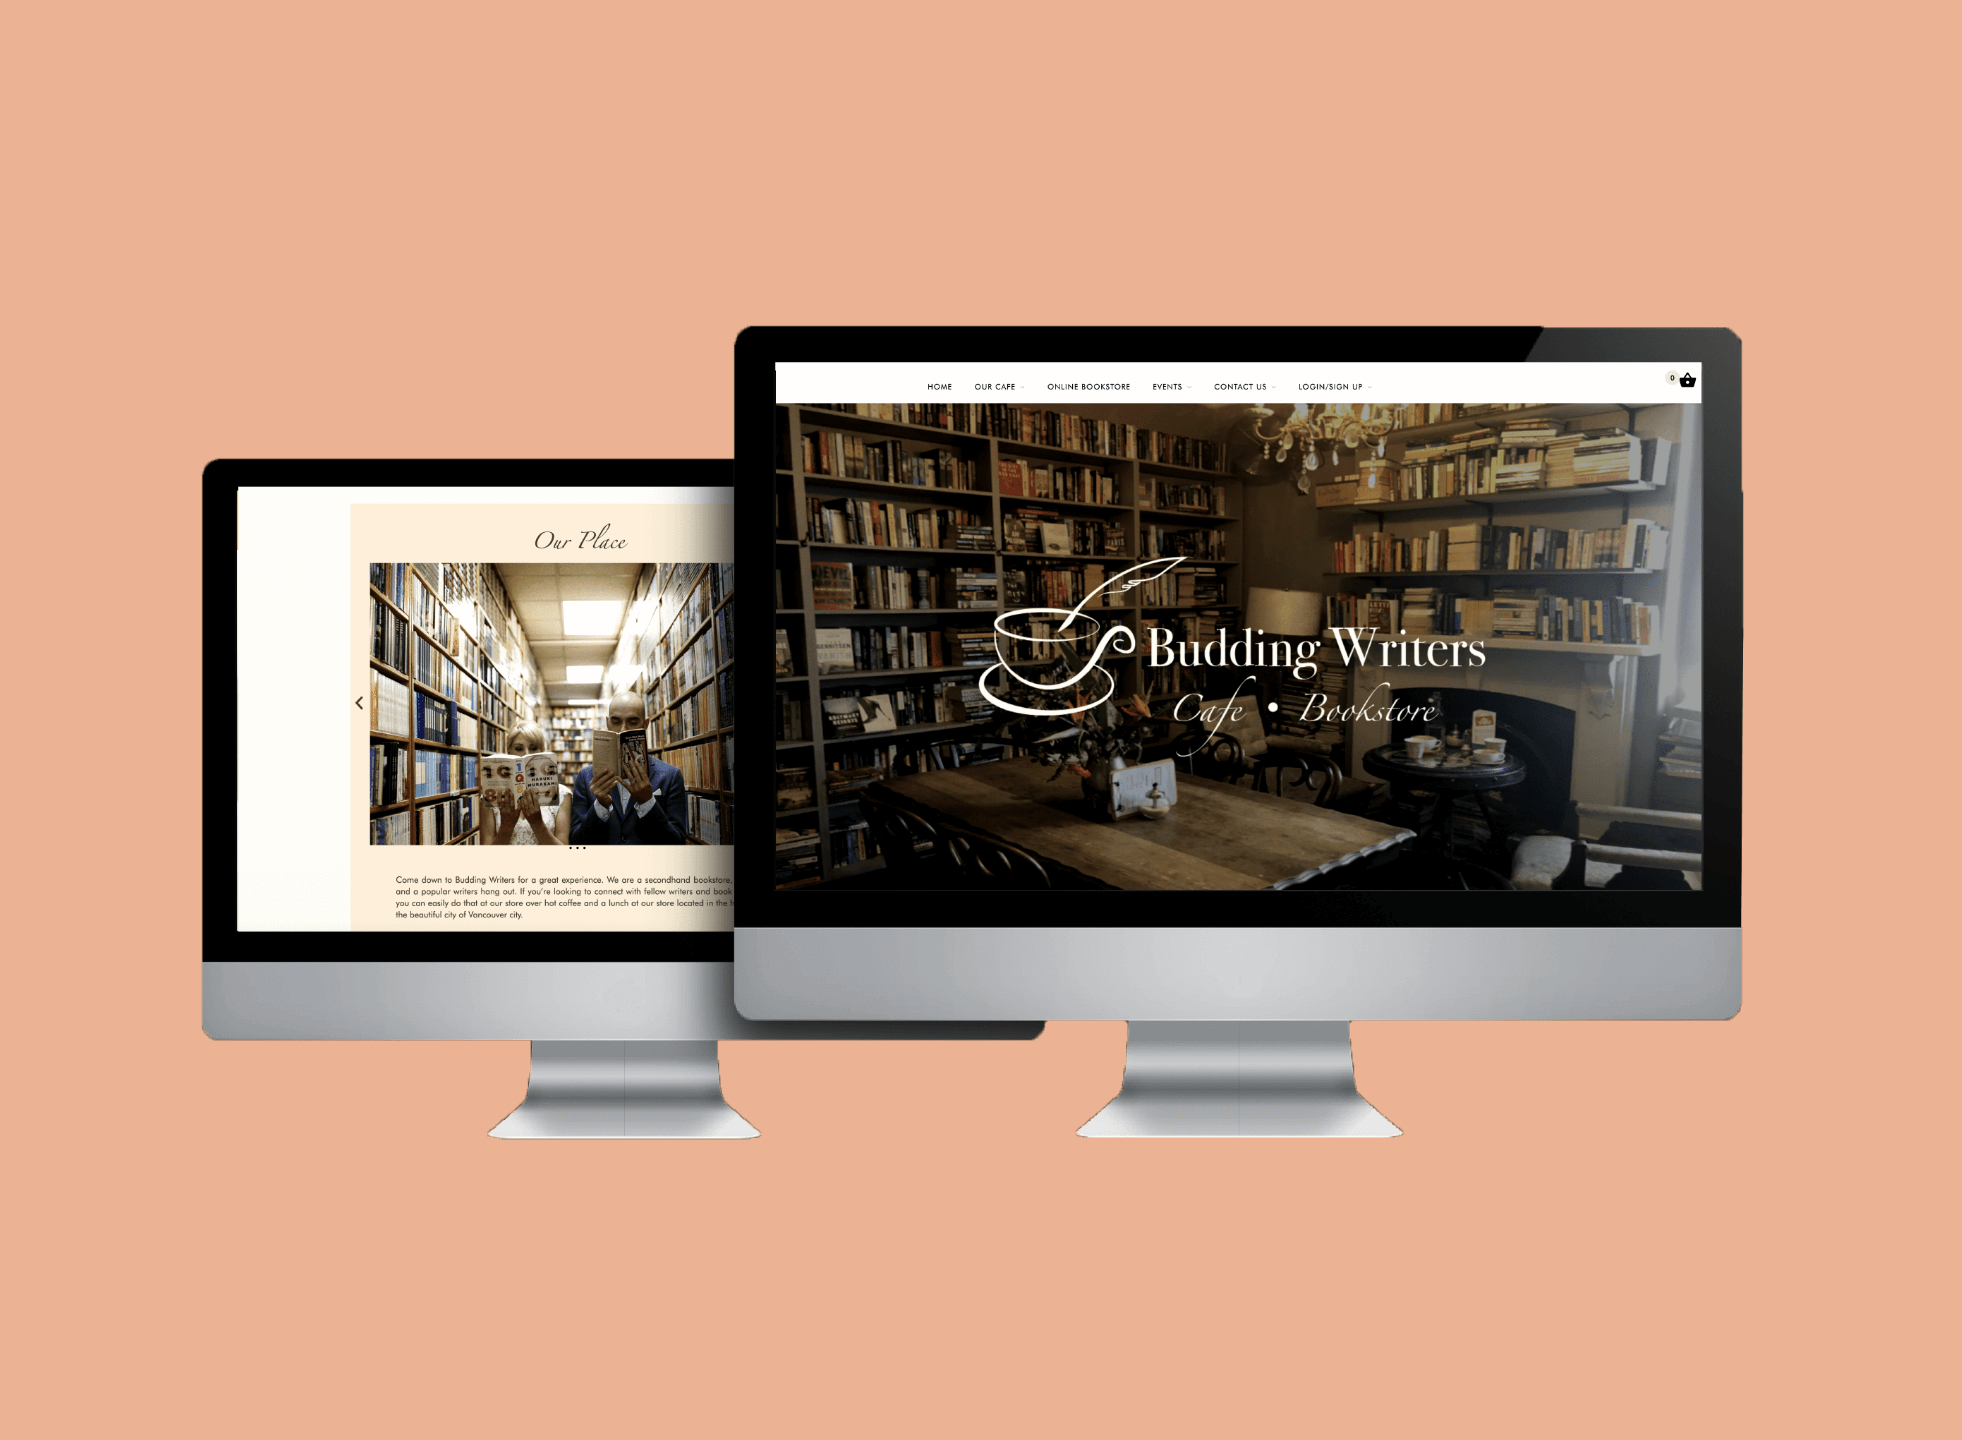 HOME OUR CAFE ONLINE BOOKSTORE EVENTS CONTACT US LOGIN/SIGN UP 0
Budding Writers
Cafe • Bookstore
Our Place
1Q
HARUKI
MURAKAMI
Come down to Budding Writers for a great experience. We are a secondhand bookstore,
and a popular writers hang out. If you're looking to connect with fellow writers and book
you can easily do that at our store over hot coffee and a lunch at our store located in the
the beautiful city of Vancouver city.